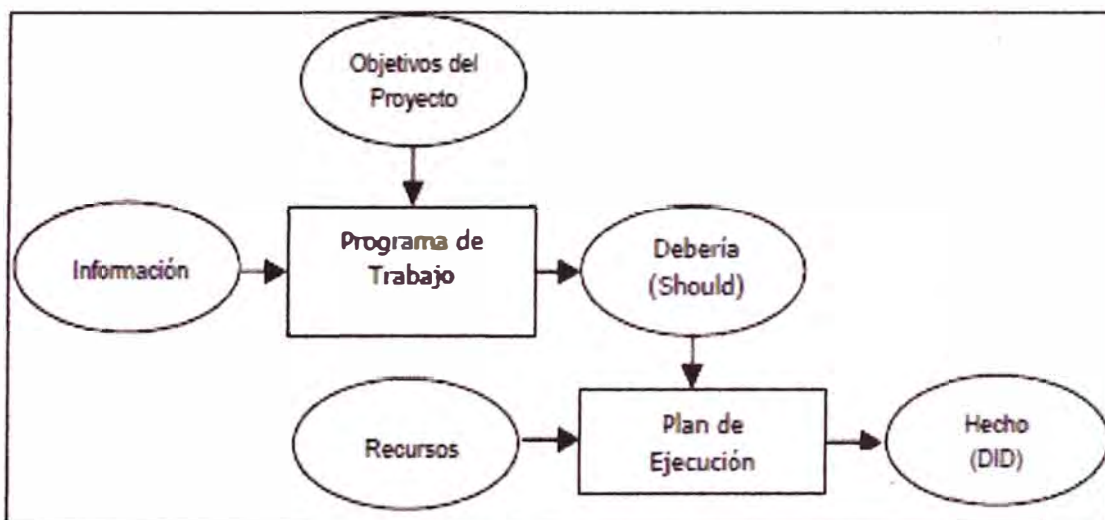 Objetivos del
Proyecto
Información
Programa de
Trabajo
Debería
(Should)
Recursos
Plan de
Ejecución
Hecho
(DID)